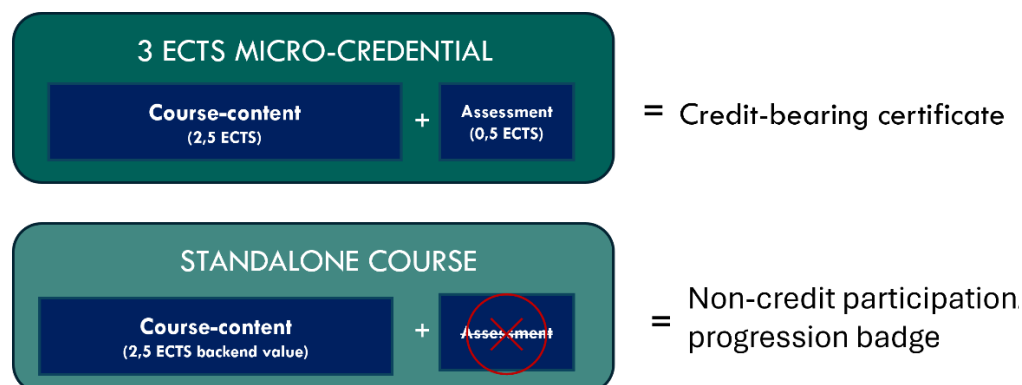 3 ECTS MICRO-CREDENTIAL
Course-content
(2,5 ECTS)
+
Assessment
(0,5 ECTS)
= Credit-bearing certificate
STANDALONE COURSE
Course-content
(2,5 ECTS backend value)
+
Assessment
=
Non-credit participation.
progression badge